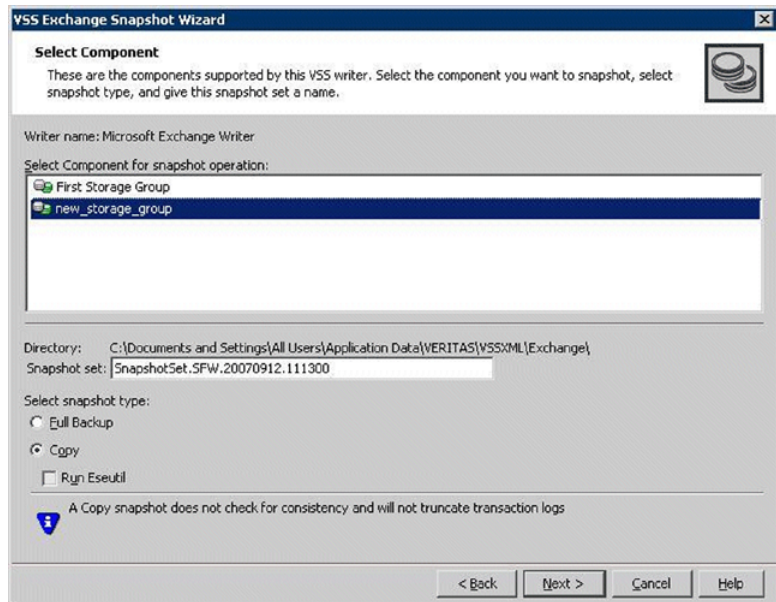 VSS Exchange Snapshot Wizard
Select Component
These are the components supported by this VSS writer. Select the component you want to snapshot, select
snapshot type, and give this snapshot set a name.
Writer name: Microsoft Exchange Writer
Select Component for snapshot operation:
First Storage Group
new_storage_group
Directory: C:\Documents and Settings\All Users\Application Data\VERITAS\VSSXML\Exchange\
Snapshot set: SnapshotSet.SFW.20070912.111300
Select snapshot type:
Full Backup
Copy
Run Eseutil
A Copy snapshot does not check for consistency and will not truncate transaction logs
< Back Next > Cancel Help